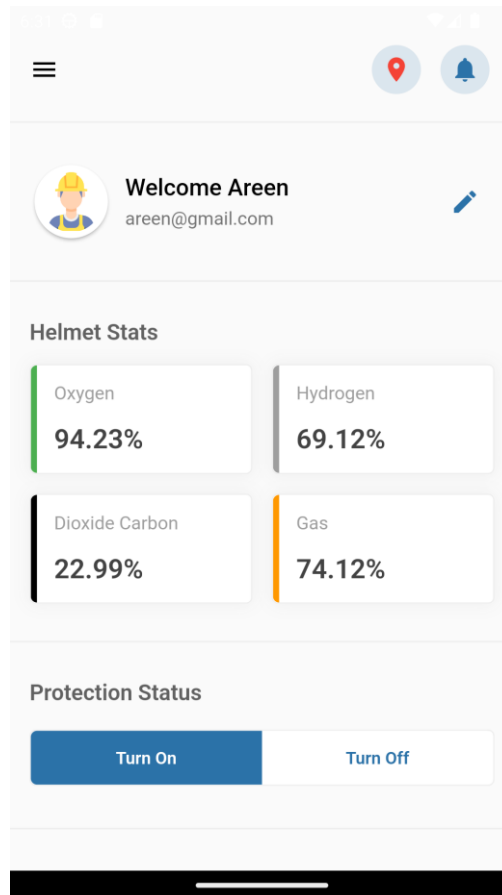 Welcome Areen
areen@gmail.com
Helmet Stats
Oxygen
94.23%
Hydrogen
69.12%
Dioxide Carbon
22.99%
Gas
74.12%
Protection Status
Turn On
Turn Off